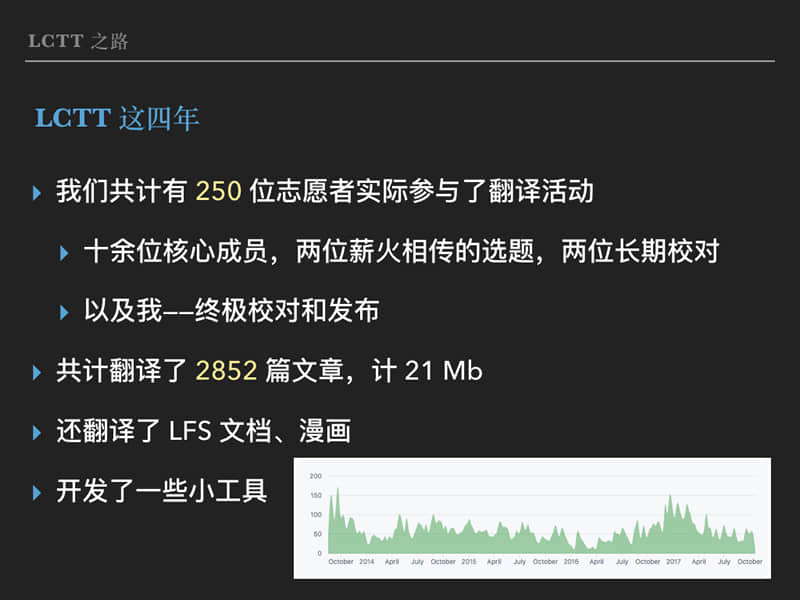 LCTT 之路
LCTT 这四年
我们共计有 250 位志愿者实际参与了翻译活动
十余位核心成员，两位薪火相传的选题，两位长期校对
以及我——终极校对和发布
共计翻译了 2852 篇文章，计 21 Mb
还翻译了 LFS 文档、漫画
开发了一些小工具
200
150
100
50
0
October 2014 April July October 2015 April July October 2016 April July October 2017 April July October